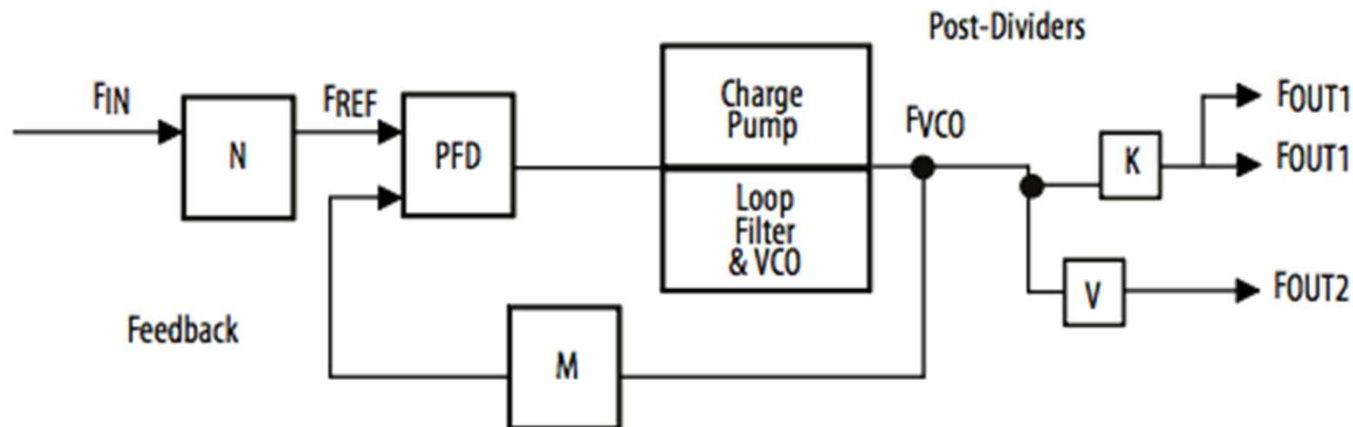 Post-Dividers
FIN
N
FREF
PFD
Charge
Pump
Loop
Filter
& VCO
FVCO
K
FOUT1
FOUT1
V
FOUT2
Feedback
M